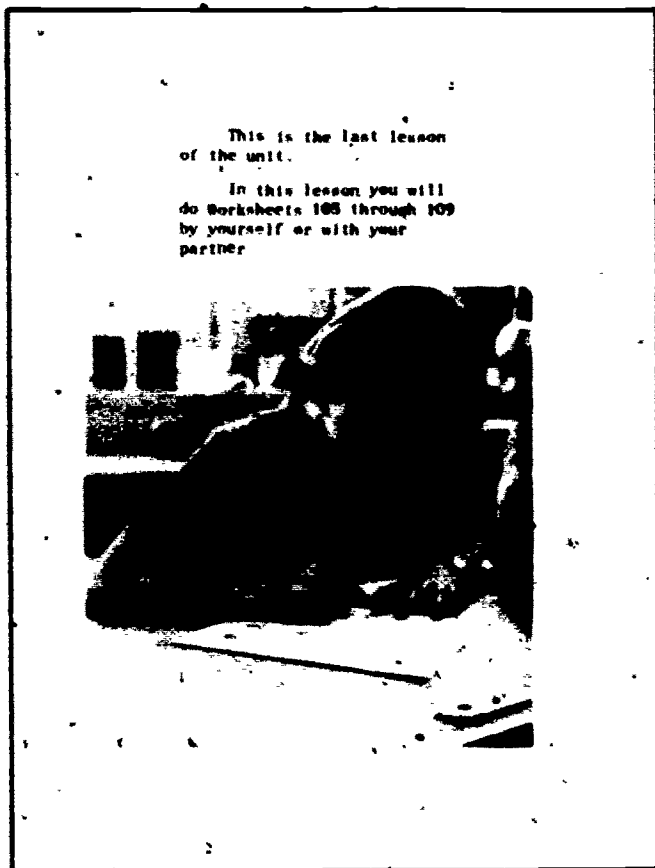 This is the last lesson
of the unit.
In this lesson you will
do Worksheets 105 through 109
by yourself or with your
partner